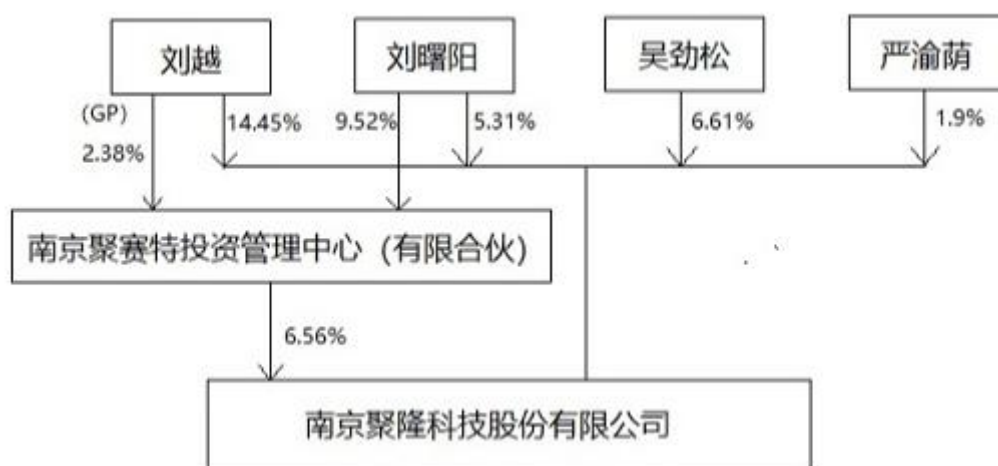 刘越
刘曙阳
吴劲松
严渝荫
(GP)
2.38%
14.45%
9.52%
5.31%
6.61%
1.9%
南京聚赛特投资管理中心（有限合伙）
6.56%
南京聚隆科技股份有限公司